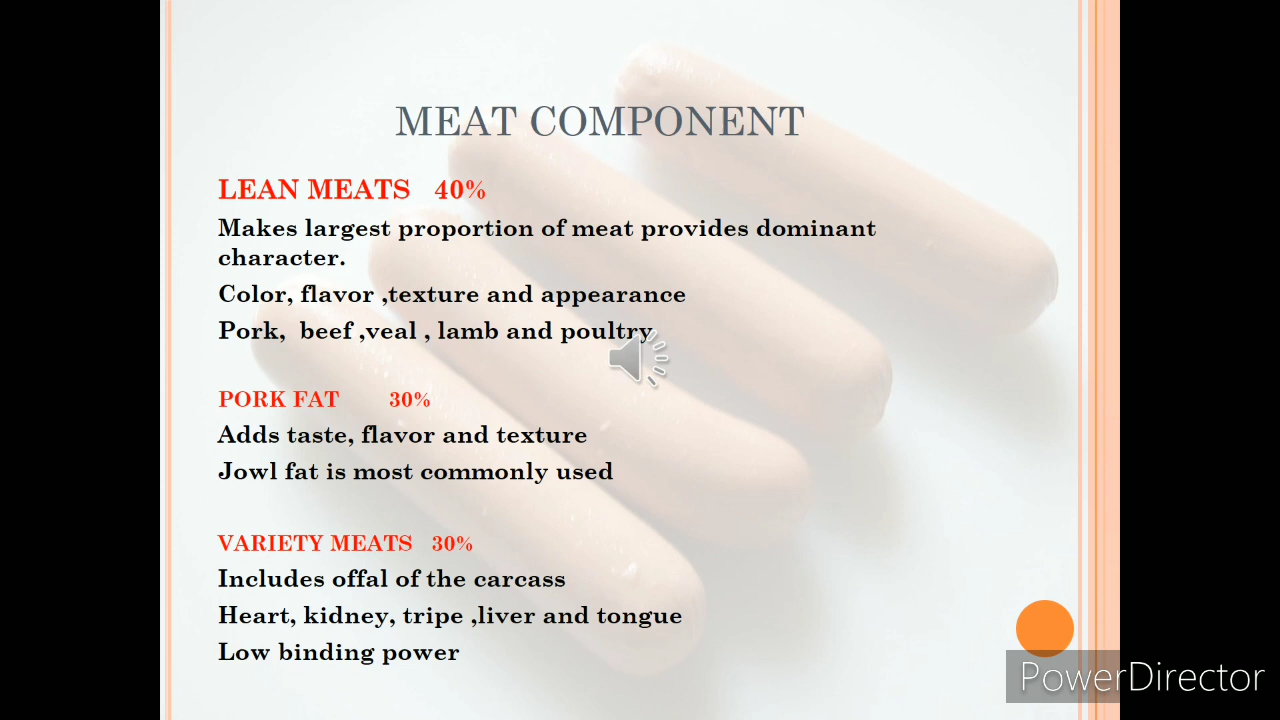 MEAT COMPONENT
LEAN MEATS 40%
Makes largest proportion of meat provides dominant
character.
Color, flavor ,texture and appearance
Pork, beef ,veal , lamb and poultry
PORK FAT 30%
Adds taste, flavor and texture
Jowl fat is most commonly used
VARIETY MEATS 30%
Includes offal of the carcass
Heart, kidney, tripe ,liver and tongue
Low binding power
PowerDirector